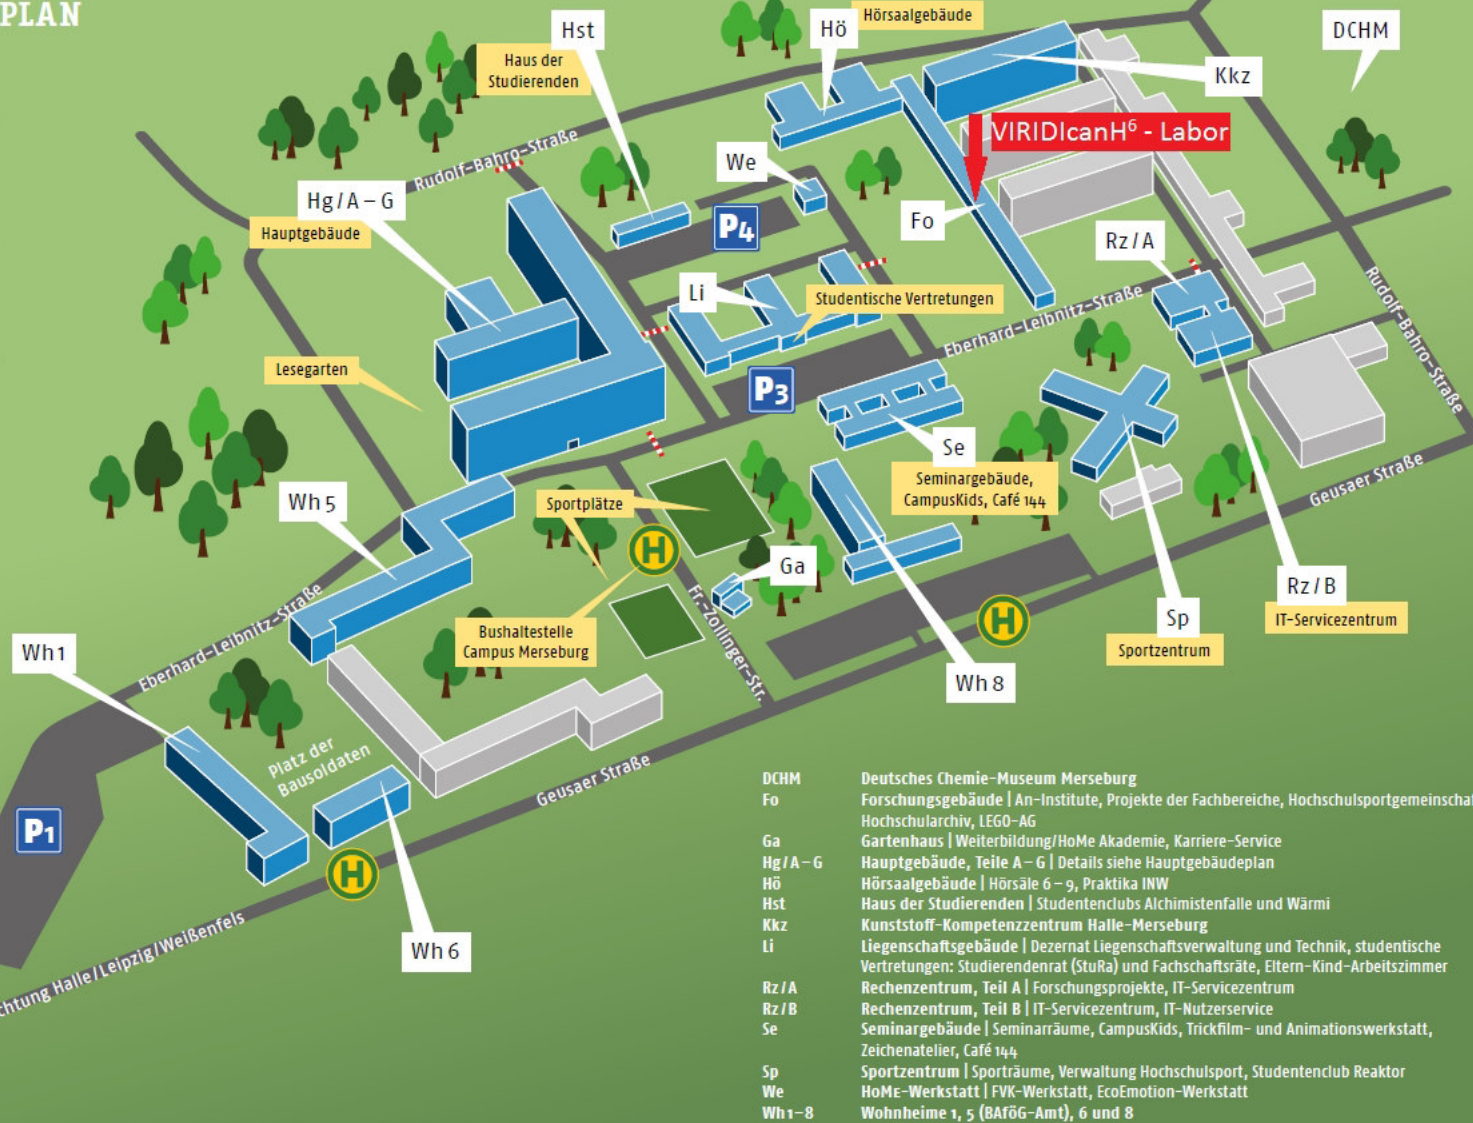 PLAN
Hst
Hö
Hörsaalgebäude
DCHM
Haus der
Studierenden
Kkz
VIRIDIcanH⁶ - Labor
Rudolf-Bahro-Straße
We
Hg/A – G
Hauptgebäude
P4
Fo
Rz/A
Li
Studentische Vertretungen
Eberhard-Leibnitz-Straße
Rudolf-Bahro-Straße
Lesegarten
P3
Se
Seminargebäude,
CampusKids, Café 144
Geusaer Straße
Wh 5
Sportplätze
H
Ga
Rz/B
IT-Servicezentrum
Eberhard-Leibnitz-Straße
Fr.-Zollinger-Str.
H
Sp
Sportzentrum
Bushaltestelle
Campus Merseburg
Wh 1
Wh 8
Platz der
Bausoldaten
Geusaer Straße
P1
H
Wh 6
Halle/Leipzig/Weißenfels
DCHM Deutsches Chemie-Museum Merseburg
Fo Forschungsgebäude | An-Institute, Projekte der Fachbereiche,
Hochschularchiv, LEGO-AG
Ga Gartenhaus | Weiterbildung/HoMe Akademie, Karriere-Service
Hg/A – G Hauptgebäude, Teile A – G | Details siehe Hauptgebäudeplan
Hö Hörsaalgebäude | Hörsäle 6 – 9, Praktika INW
Hst Haus der Studierenden | Studentenclubs Alchimistenfalle und Wärmi
Kkz Kunststoff-Kompetenzzentrum Halle-Merseburg
Li Liegenschaftsgebäude | Dezernat Liegenschaftsverwaltung und Technik, studentische
Vertretungen: Studierendenrat (StuRa) und Fachschaftsräte, Eltern-Kind-Arbeitszimmer
Rz/A Rechenzentrum, Teil A | Forschungsprojekte, IT-Servicezentrum
Rz/B Rechenzentrum, Teil B | IT-Servicezentrum, IT-Nutzerservice
Se Seminargebäude | Seminarräume, CampusKids, Trickfilm- und Animationswerkstatt,
Zeichenatelier, Café 144
Sp Sportzentrum | Sporträume, Verwaltung Hochschulsport, Studentenclub Reaktor
We HoMe-Werkstatt | FVK-Werkstatt, EcoEmotion-Werkstatt
Wh 1–8 Wohnheime 1, 5 (BAföG-Amt), 6 und 8